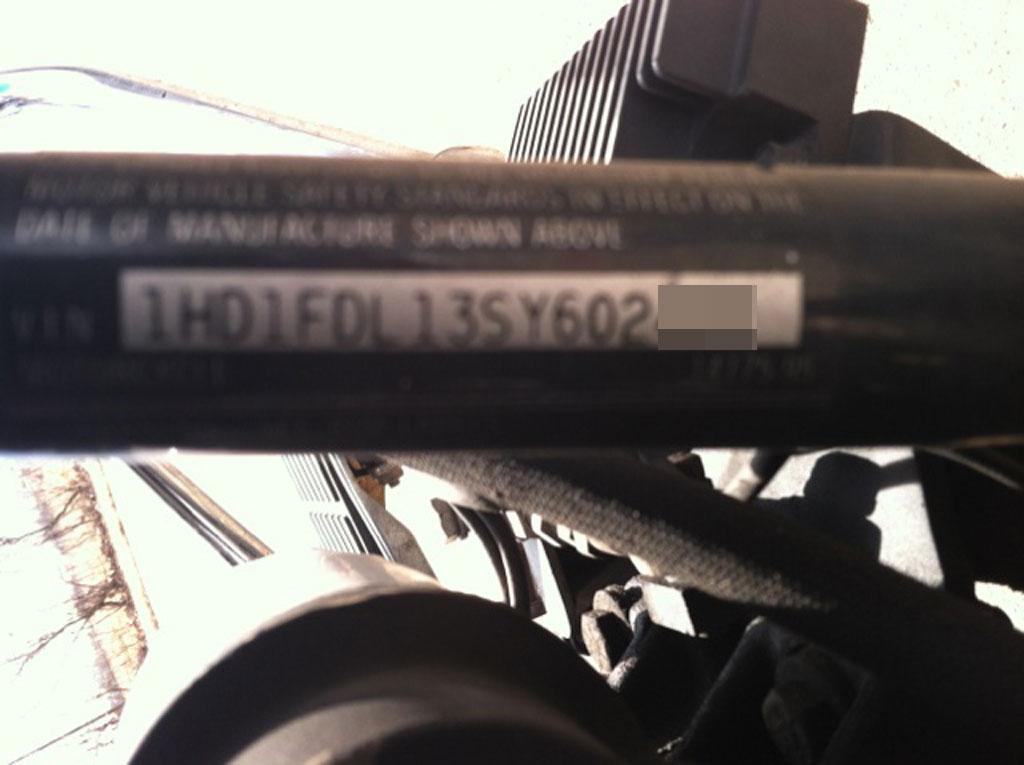 MOTOR VEHICLE SAFETY STANDARDS IN EFFECT ON THE
DATE OF MANUFACTURE SHOWN ABOVE
VIN 1HD1FDL13SY602